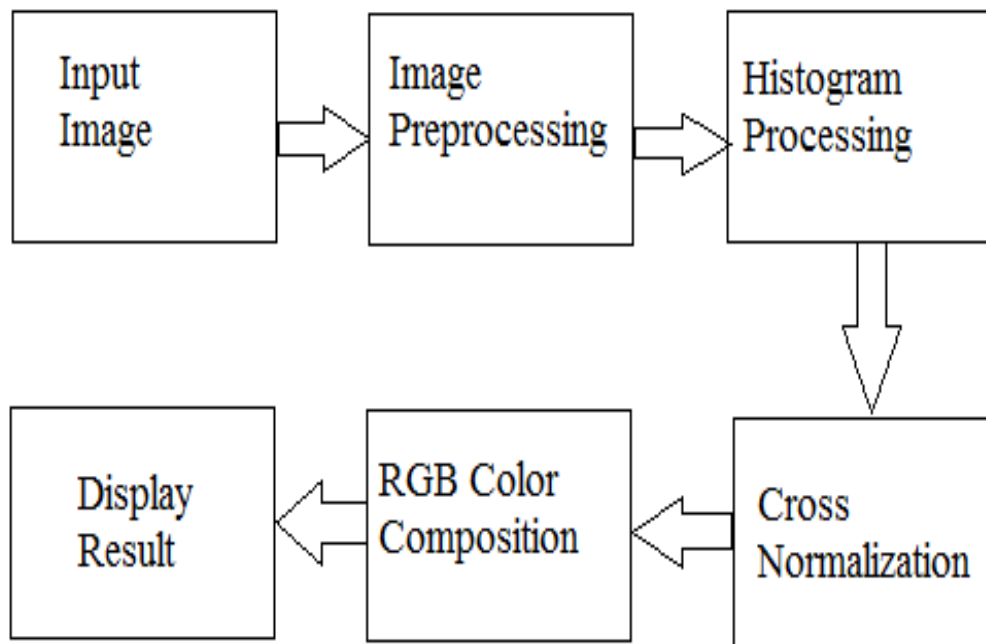 Input
Image
Image
Preprocessing
Histogram
Processing
Cross
Normalization
RGB Color
Composition
Display
Result